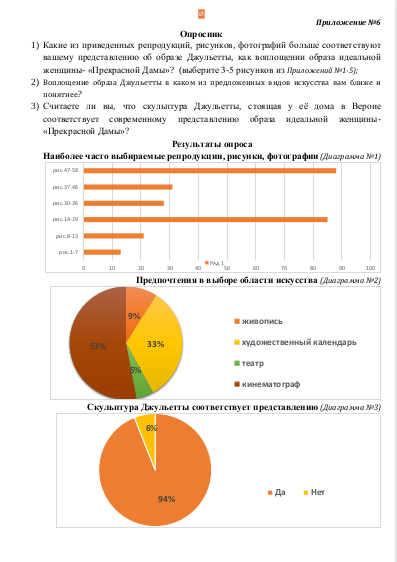 VI
Приложение №6
Опросник
1) Какие из приведенных репродукций, рисунков, фотографий больше соответствуют
вашему представлению об образе Джульетты, как воплощении образа идеальной
женщины- «Прекрасной Дамы»? (выберите 3-5 рисунков из Приложений №1-5);
2) Воплощение образа Джульетты в каком из предложенных видов искусства вам ближе и
понятнее?
3) Считаете ли вы, что скульптура Джульетты, стоящая у её дома в Вероне
соответствует современному представлению образа идеальной женщины-
«Прекрасной Дамы»?
Результаты опроса
Наиболее часто выбираемые репродукции, рисунки, фотографии (Диаграмма №1)
рис.47-58
рис.37-46
рис.30-36
рис.14-29
рис.8-13
рис.1-7
0 10 20 30 40 50 60 70 80 90 100
Ряд 1
Предпочтения в выборе области искусства (Диаграмма №2)
9%
33%
5%
53%
живопись
художественный календарь
театр
кинематограф
Скульптура Джульетты соответствует представлению (Диаграмма №3)
6%
94%
Да Нет